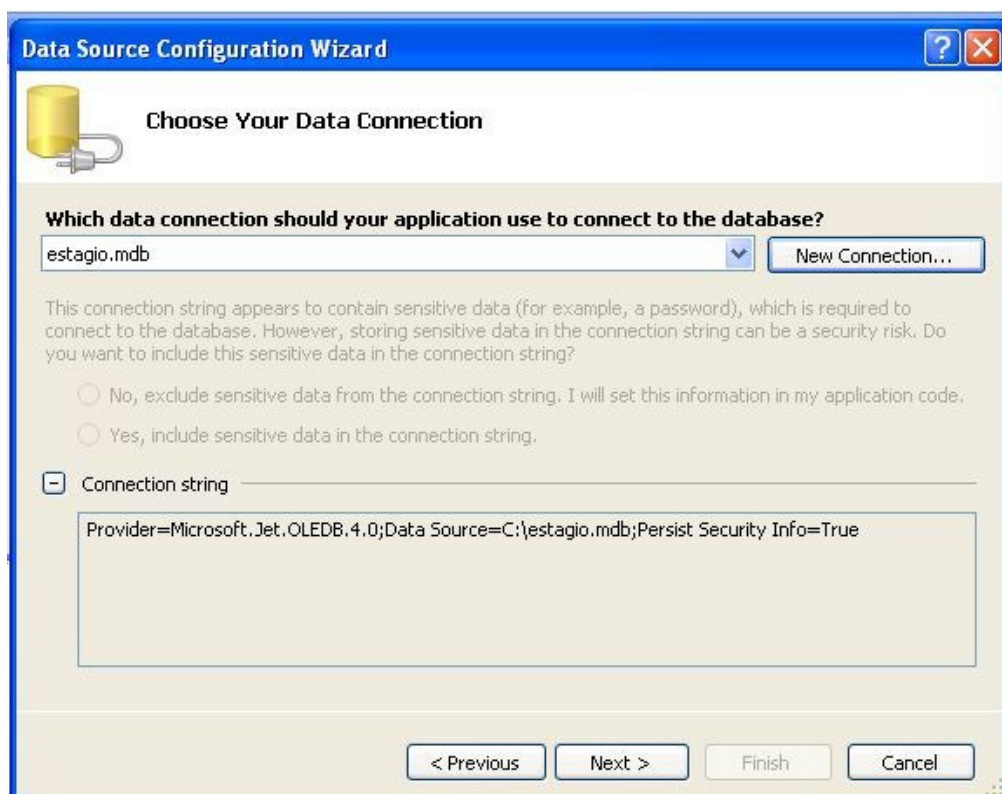 Data Source Configuration Wizard
?
X
Choose Your Data Connection
Which data connection should your application use to connect to the database?
estagio.mdb
New Connection...
This connection string appears to contain sensitive data (for example, a password), which is required to
connect to the database. However, storing sensitive data in the connection string can be a security risk. Do
you want to include this sensitive data in the connection string?
No, exclude sensitive data from the connection string. I will set this information in my application code.
Yes, include sensitive data in the connection string.
Connection string
Provider=Microsoft.Jet.OLEDB.4.0;Data Source=C:\estagio.mdb;Persist Security Info=True
< Previous
Next >
Finish
Cancel